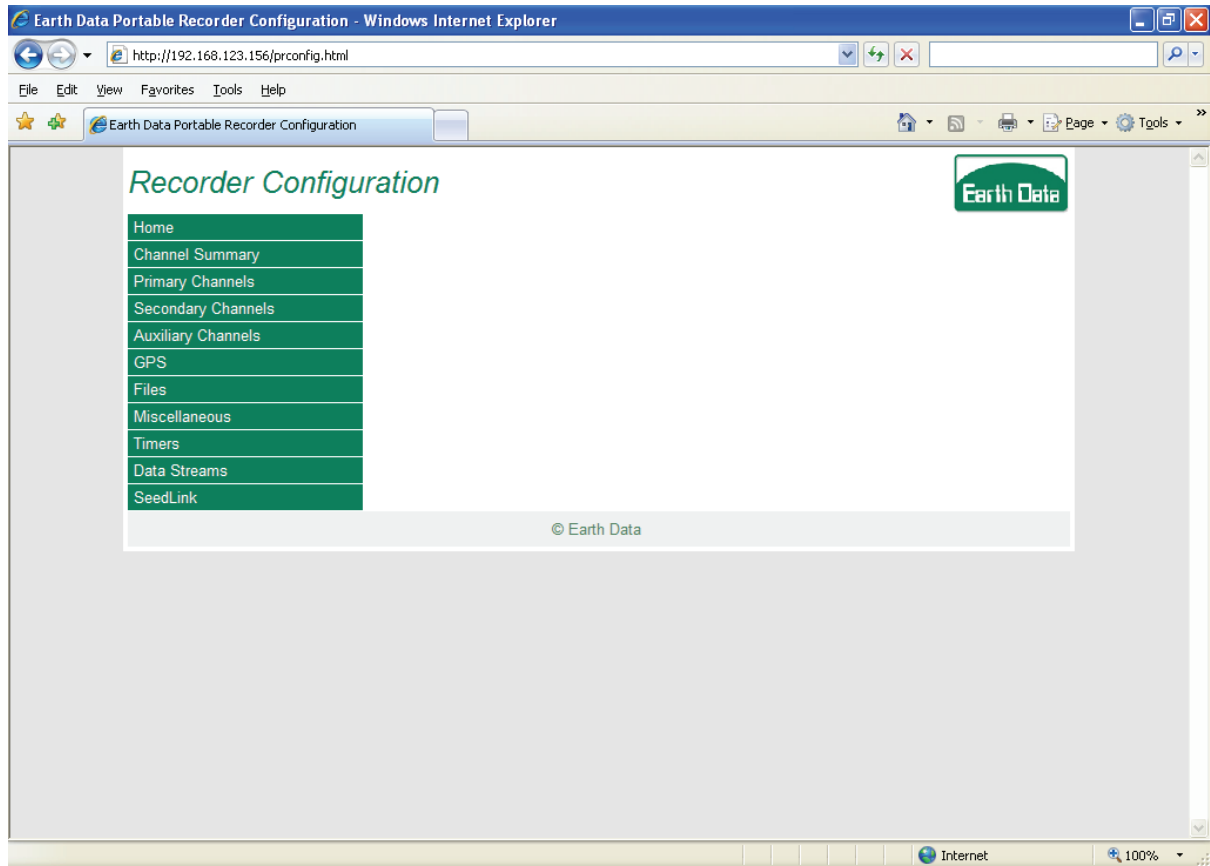 Earth Data Portable Recorder Configuration - Windows Internet Explorer
http://192.168.123.156/prconfig.html
File Edit View Favorites Tools Help
Earth Data Portable Recorder Configuration
Page Tools »
Recorder Configuration
Earth Data
Home
Channel Summary
Primary Channels
Secondary Channels
Auxiliary Channels
GPS
Files
Miscellaneous
Timers
Data Streams
SeedLink
© Earth Data
Internet 100%